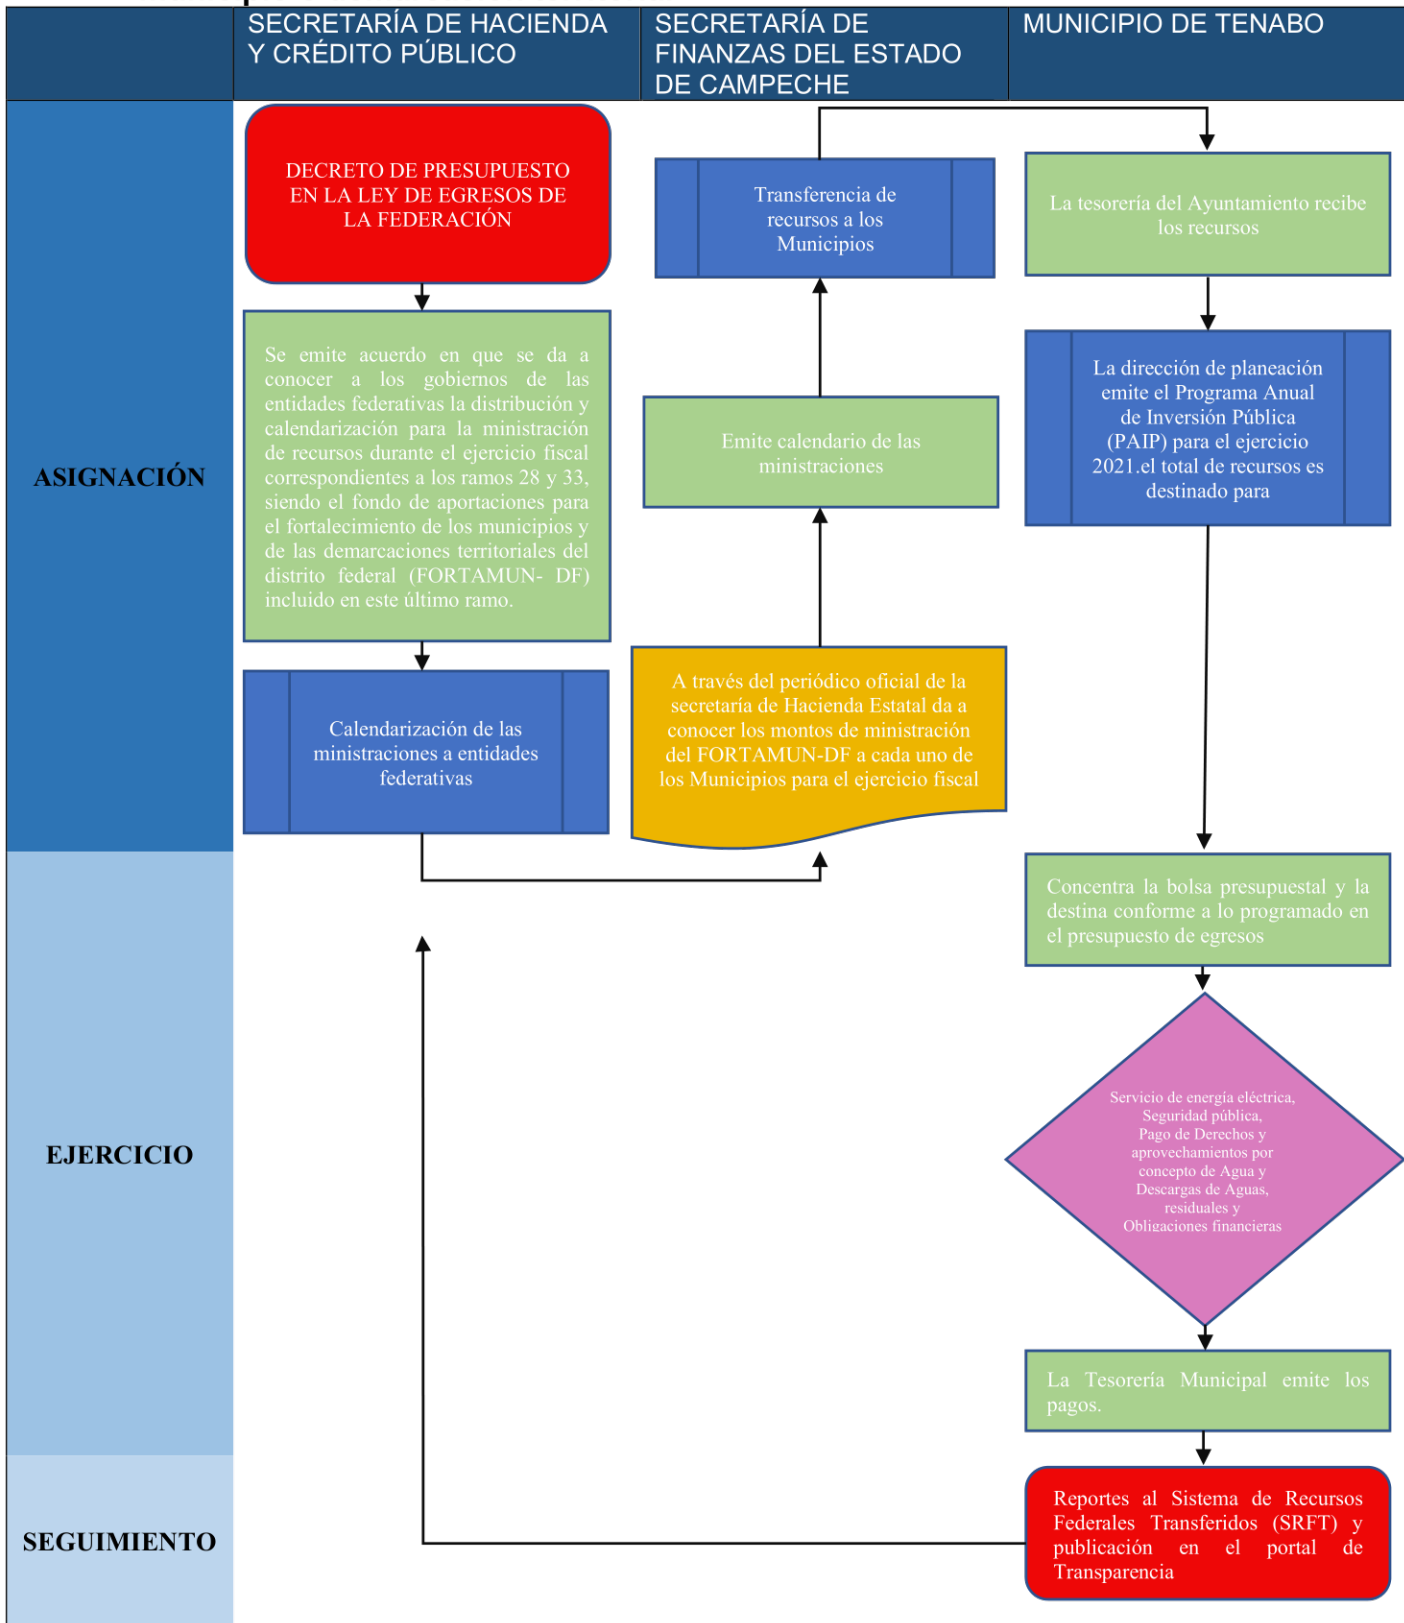 SECRETARÍA DE HACIENDA
Y CRÉDITO PÚBLICO
SECRETARÍA DE
FINANZAS DEL ESTADO
DE CAMPECHE
MUNICIPIO DE TENABO
ASIGNACIÓN
DECRETO DE PRESUPUESTO
EN LA LEY DE EGRESOS DE
LA FEDERACIÓN
Se emite acuerdo en que se da a
conocer a los gobiernos de las
entidades federativas la distribución y
calendarización para la ministración
de recursos durante el ejercicio fiscal
correspondientes a los ramos 28 y 33,
siendo el fondo de aportaciones para
el fortalecimiento de los municipios y
de las demarcaciones territoriales del
distrito federal (FORTAMUN- DF)
incluido en este último ramo.
Calendarización de las
ministraciones a entidades
federativas
Transferencia de
recursos a los
Municipios
Emite calendario de las
ministraciones
A través del periódico oficial de la
secretaría de Hacienda Estatal da a
conocer los montos de ministración
del FORTAMUN-DF a cada uno de
los Municipios para el ejercicio fiscal
La tesorería del Ayuntamiento recibe
los recursos
La dirección de planeación
emite el Programa Anual
de Inversión Pública
(PAIP) para el ejercicio
2021.el total de recursos es
destinado para
EJERCICIO
Concentra la bolsa presupuestal y la
destina conforme a lo programado en
el presupuesto de egresos
Servicio de energía eléctrica,
Seguridad pública,
Pago de Derechos y
aprovechamientos por
concepto de Agua y
Descargas de Aguas,
residuales y
Obligaciones financieras
La Tesorería Municipal emite los
pagos.
SEGUIMIENTO
Reportes al Sistema de Recursos
Federales Transferidos (SRFT) y
publicación en el portal de
Transparencia